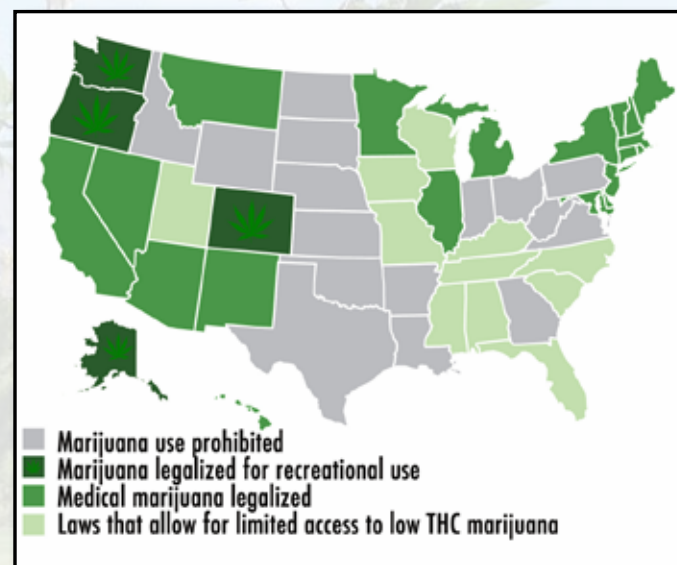 Marijuana use prohibited
Marijuana legalized for recreational use
Medical marijuana legalized
Laws that allow for limited access to low THC marijuana